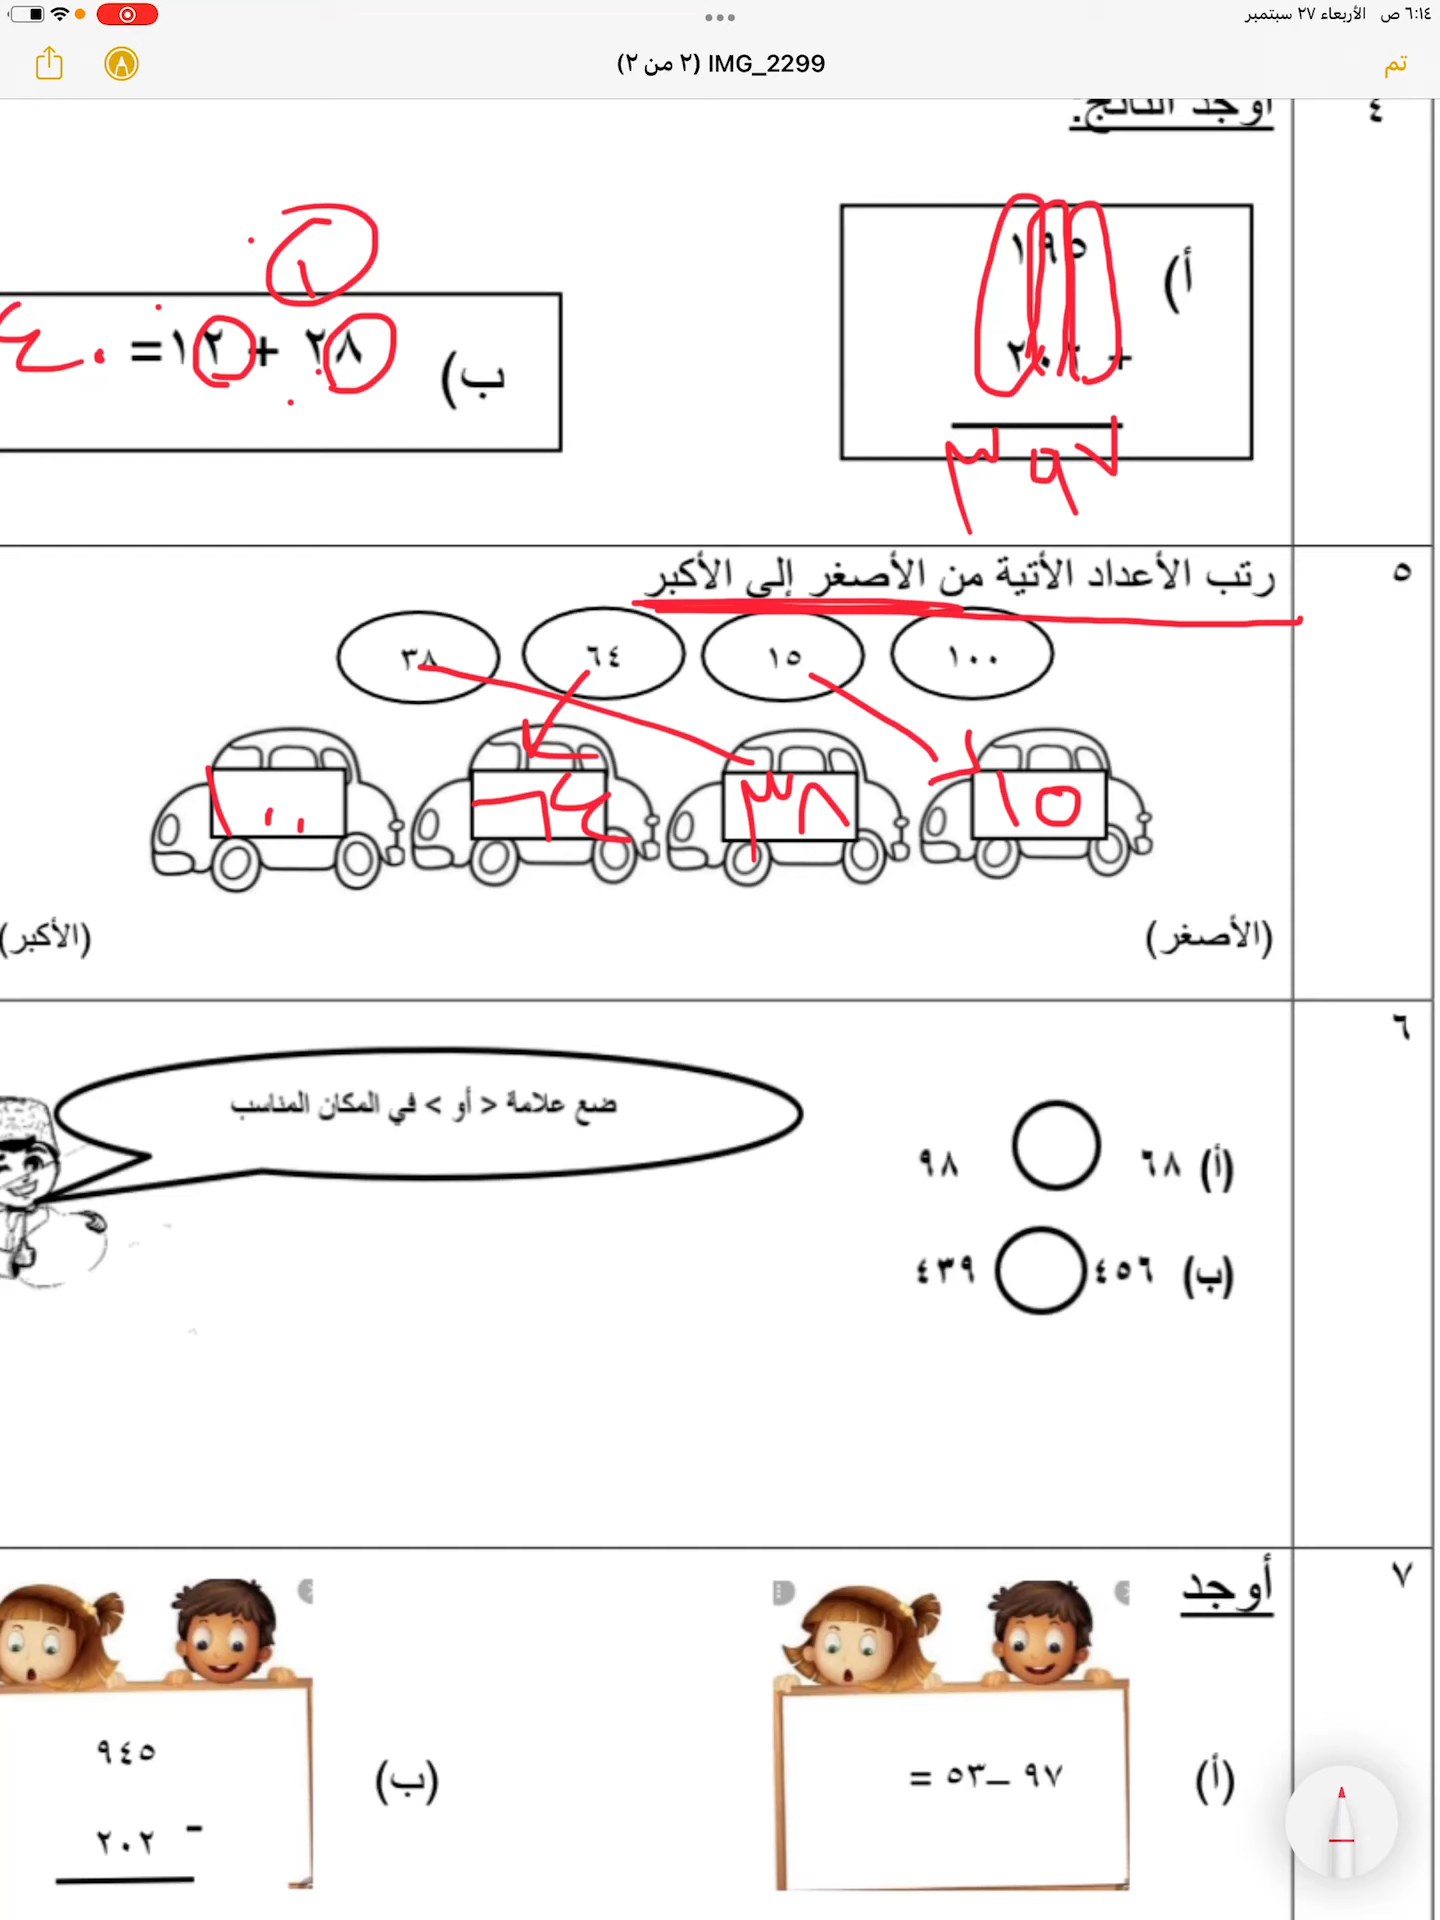 ٦:١٤ ص الأربعاء ٢٧ سبتمبر
IMG_2299 (٢ من ٢)
تم
٤
أوجد الناتج:
أ)
١٩٥
+ ٢٠٢
٣٩٧
١
ب) ٢٨ + ١٢= ٤٠
٥
رتب الأعداد الأتية من الأصغر إلى الأكبر
١٠٠ ١٥ ٦٤ ٣٨
١٥ ٣٨ ٦٤ ١٠٠
(الأصغر) (الأكبر)
٦
ضع علامة > أو < في المكان المناسب
(أ) ٦٨ ٩٨
(ب) ٤٥٦ ٤٣٩
٧
أوجد
(أ) ٩٧ –٥٣ =
(ب)
٩٤٥
- ٢٠٢